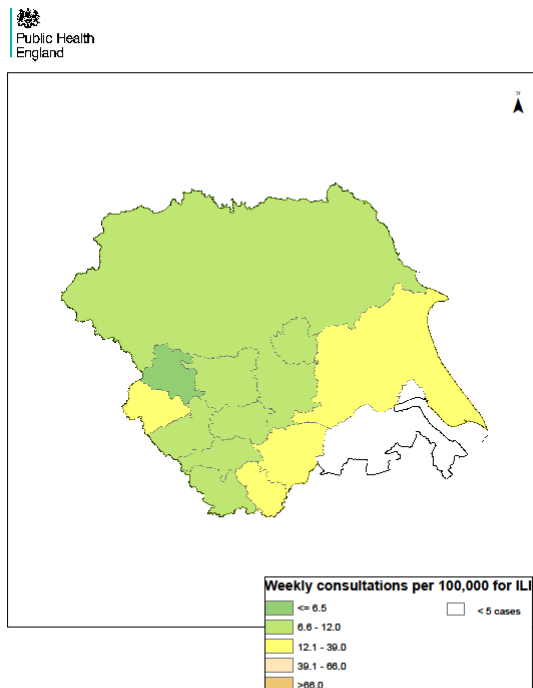 Public Health
England
N
Weekly consultations per 100,000 for ILI
<= 6.5
< 5 cases
6.6 - 12.0
12.1 - 39.0
39.1 - 66.0
>66.0